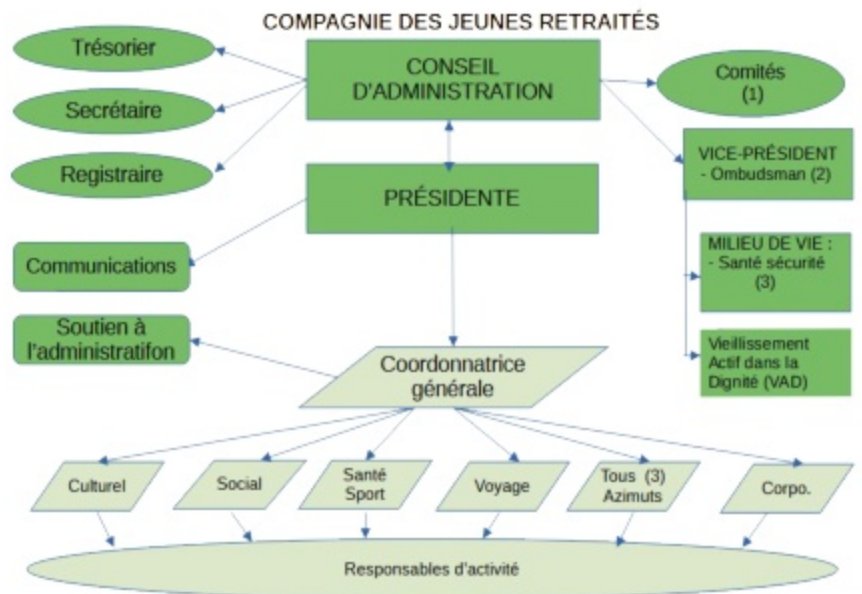 COMPAGNIE DES JEUNES RETRAITÉS
Trésorier
CONSEIL
D'ADMINISTRATION
Comités
(1)
Secrétaire
VICE-PRÉSIDENT
- Ombudsman (2)
Registraire
PRÉSIDENTE
MILIEU DE VIE :
- Santé sécurité
(3)
Communications
Soutien à
l'administratifon
Vieillissement
Actif dans la
Dignité (VAD)
Coordonnatrice
générale
Culturel
Social
Santé
Sport
Voyage
Tous (3)
Azimuts
Corpo.
Responsables d'activité